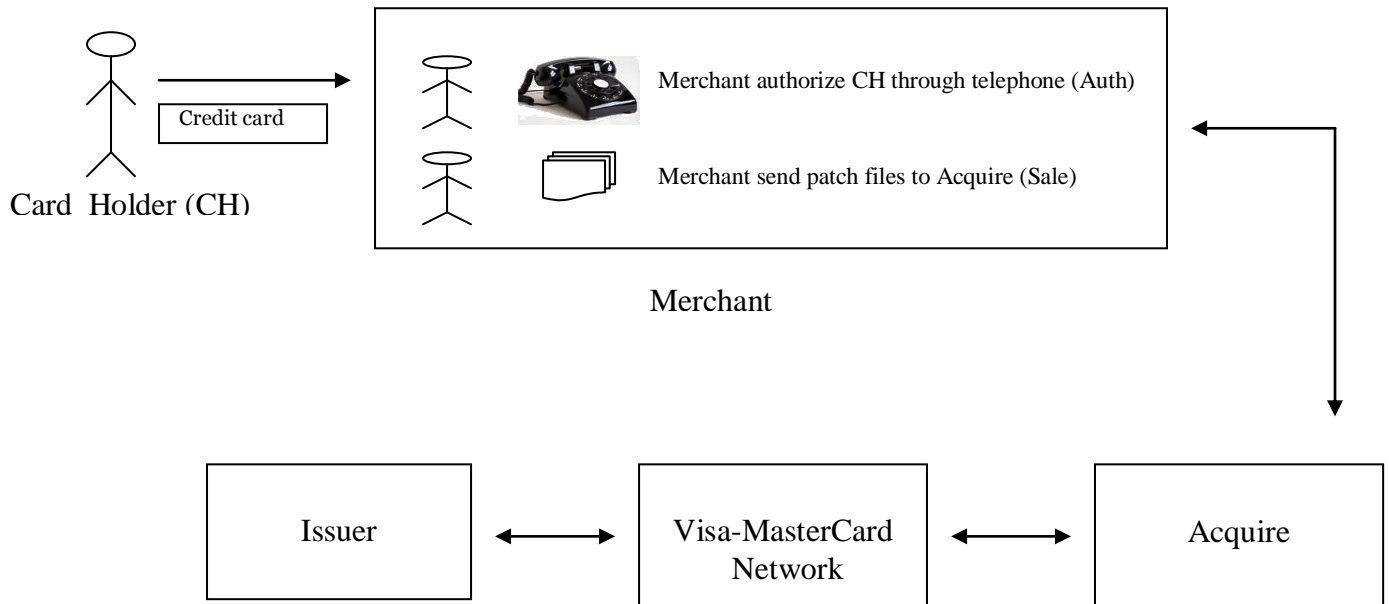 Credit card
Card Holder (CH)
Merchant authorize CH through telephone (Auth)
Merchant send patch files to Acquire (Sale)
Merchant
Issuer
Visa-MasterCard
Network
Acquire